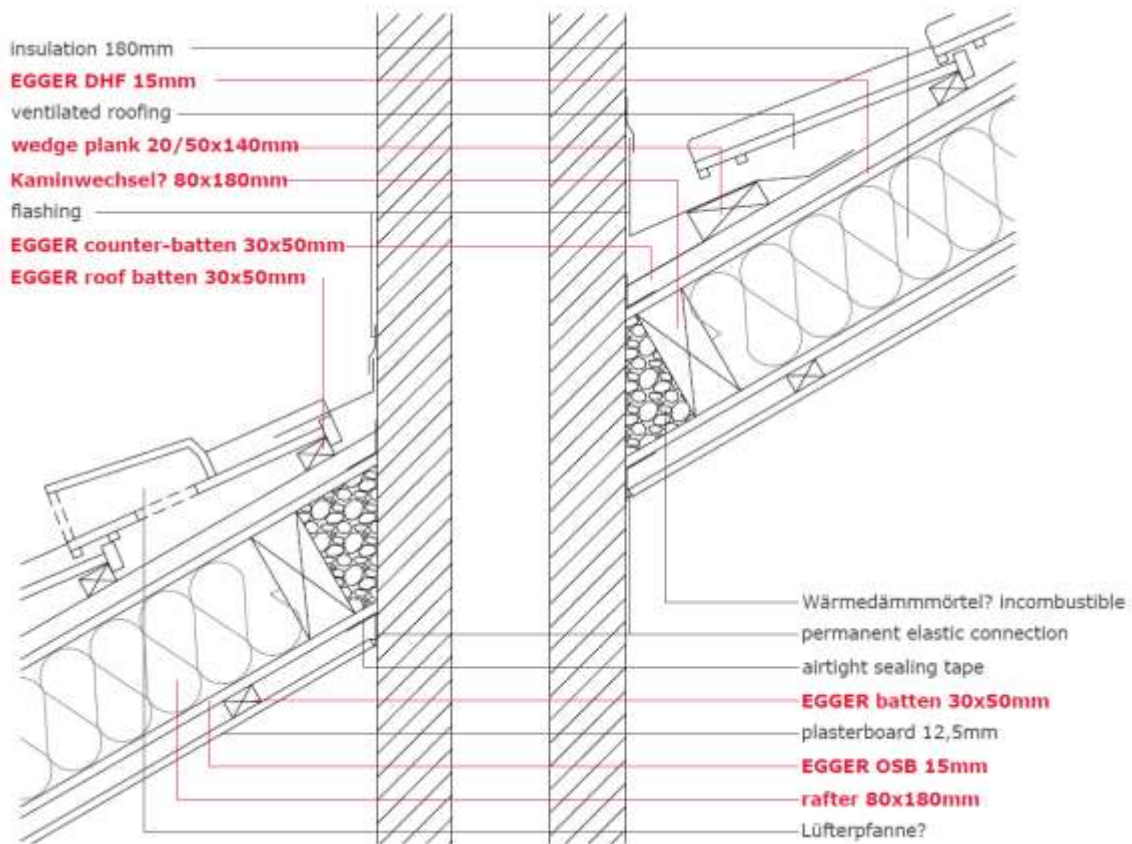 insulation 180mm
EGGER DHF 15mm
ventilated roofing
wedge plank 20/50x140mm
Kaminwechsel? 80x180mm
flashing
EGGER counter-batten 30x50mm
EGGER roof batten 30x50mm
Wärmedämmmörtel? incombustible
permanent elastic connection
airtight sealing tape
EGGER batten 30x50mm
plasterboard 12,5mm
EGGER OSB 15mm
rafter 80x180mm
Lüfterpfanne?